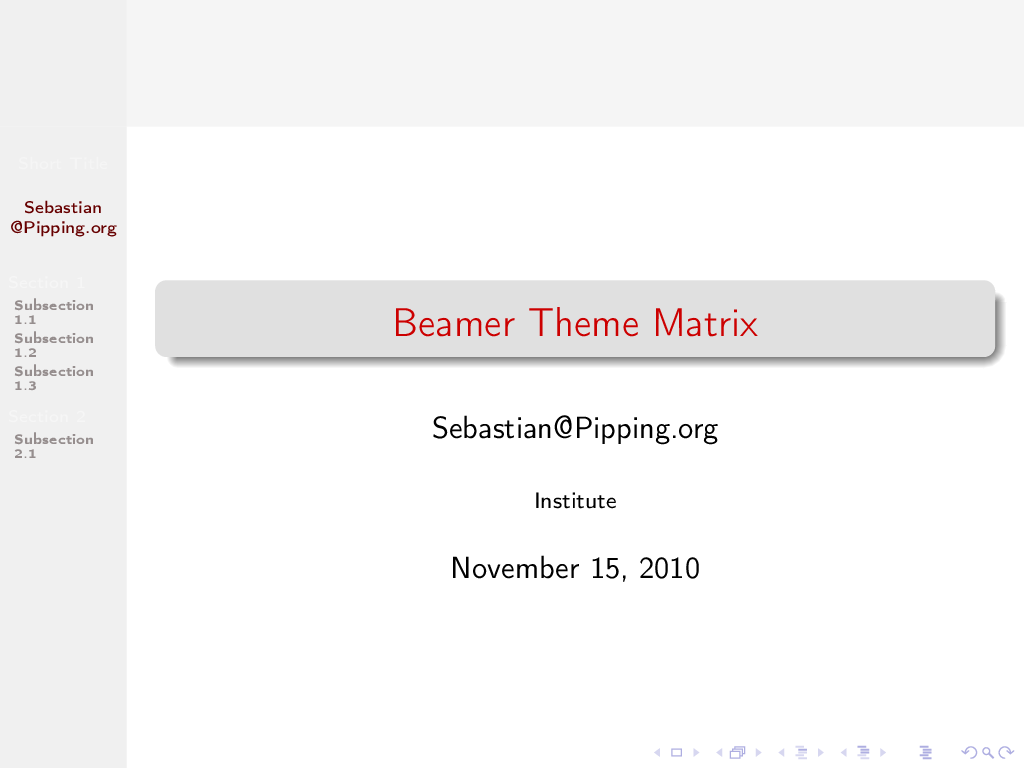 Short Title
Sebastian
@Pipping.org
Section 1
Subsection
1.1
Subsection
1.2
Subsection
1.3
Section 2
Subsection
2.1
Beamer Theme Matrix
Sebastian@Pipping.org
Institute
November 15, 2010